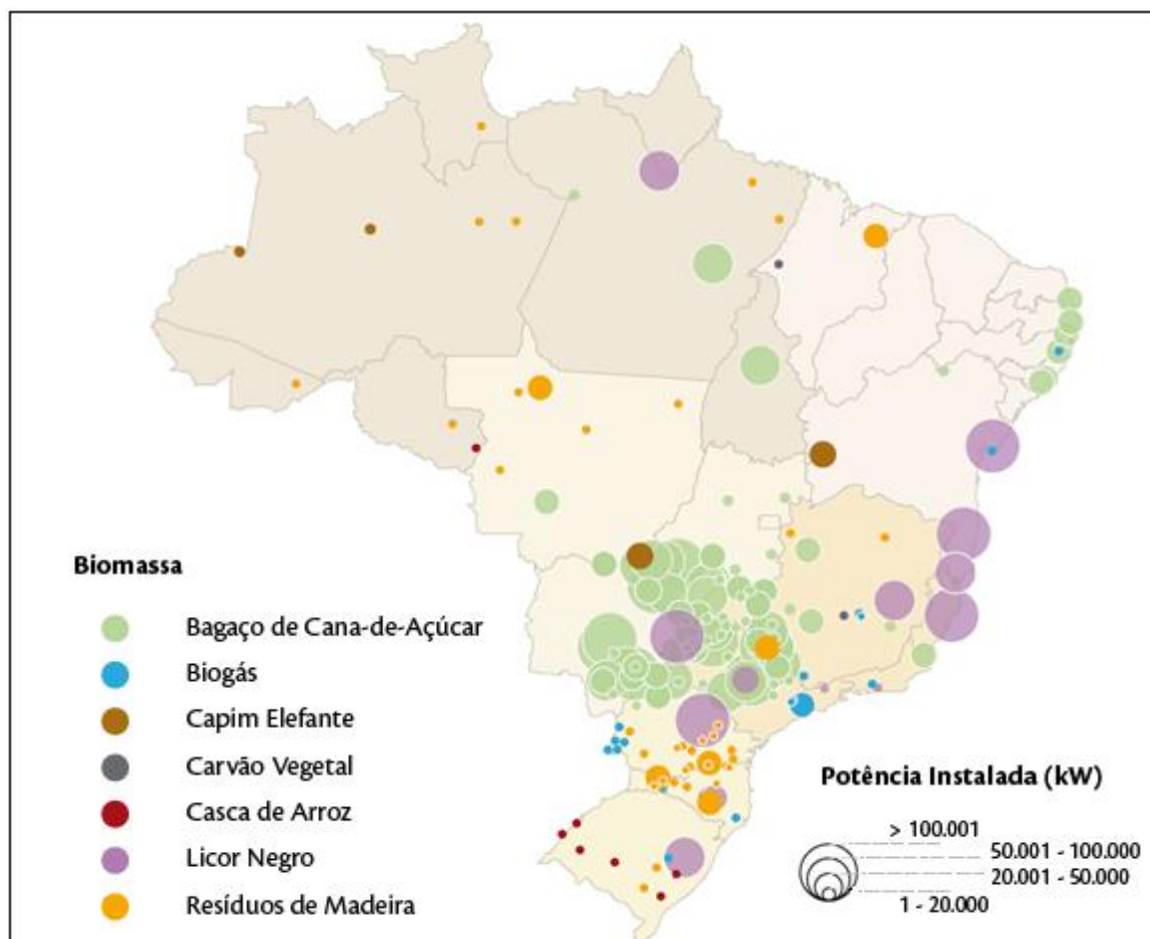 Biomassa
Bagaço de Cana-de-Açúcar
Biogás
Capim Elefante
Carvão Vegetal
Casca de Arroz
Licor Negro
Resíduos de Madeira
Potência Instalada (kW)
> 100.001
50.001 - 100.000
20.001 - 50.000
1 - 20.000